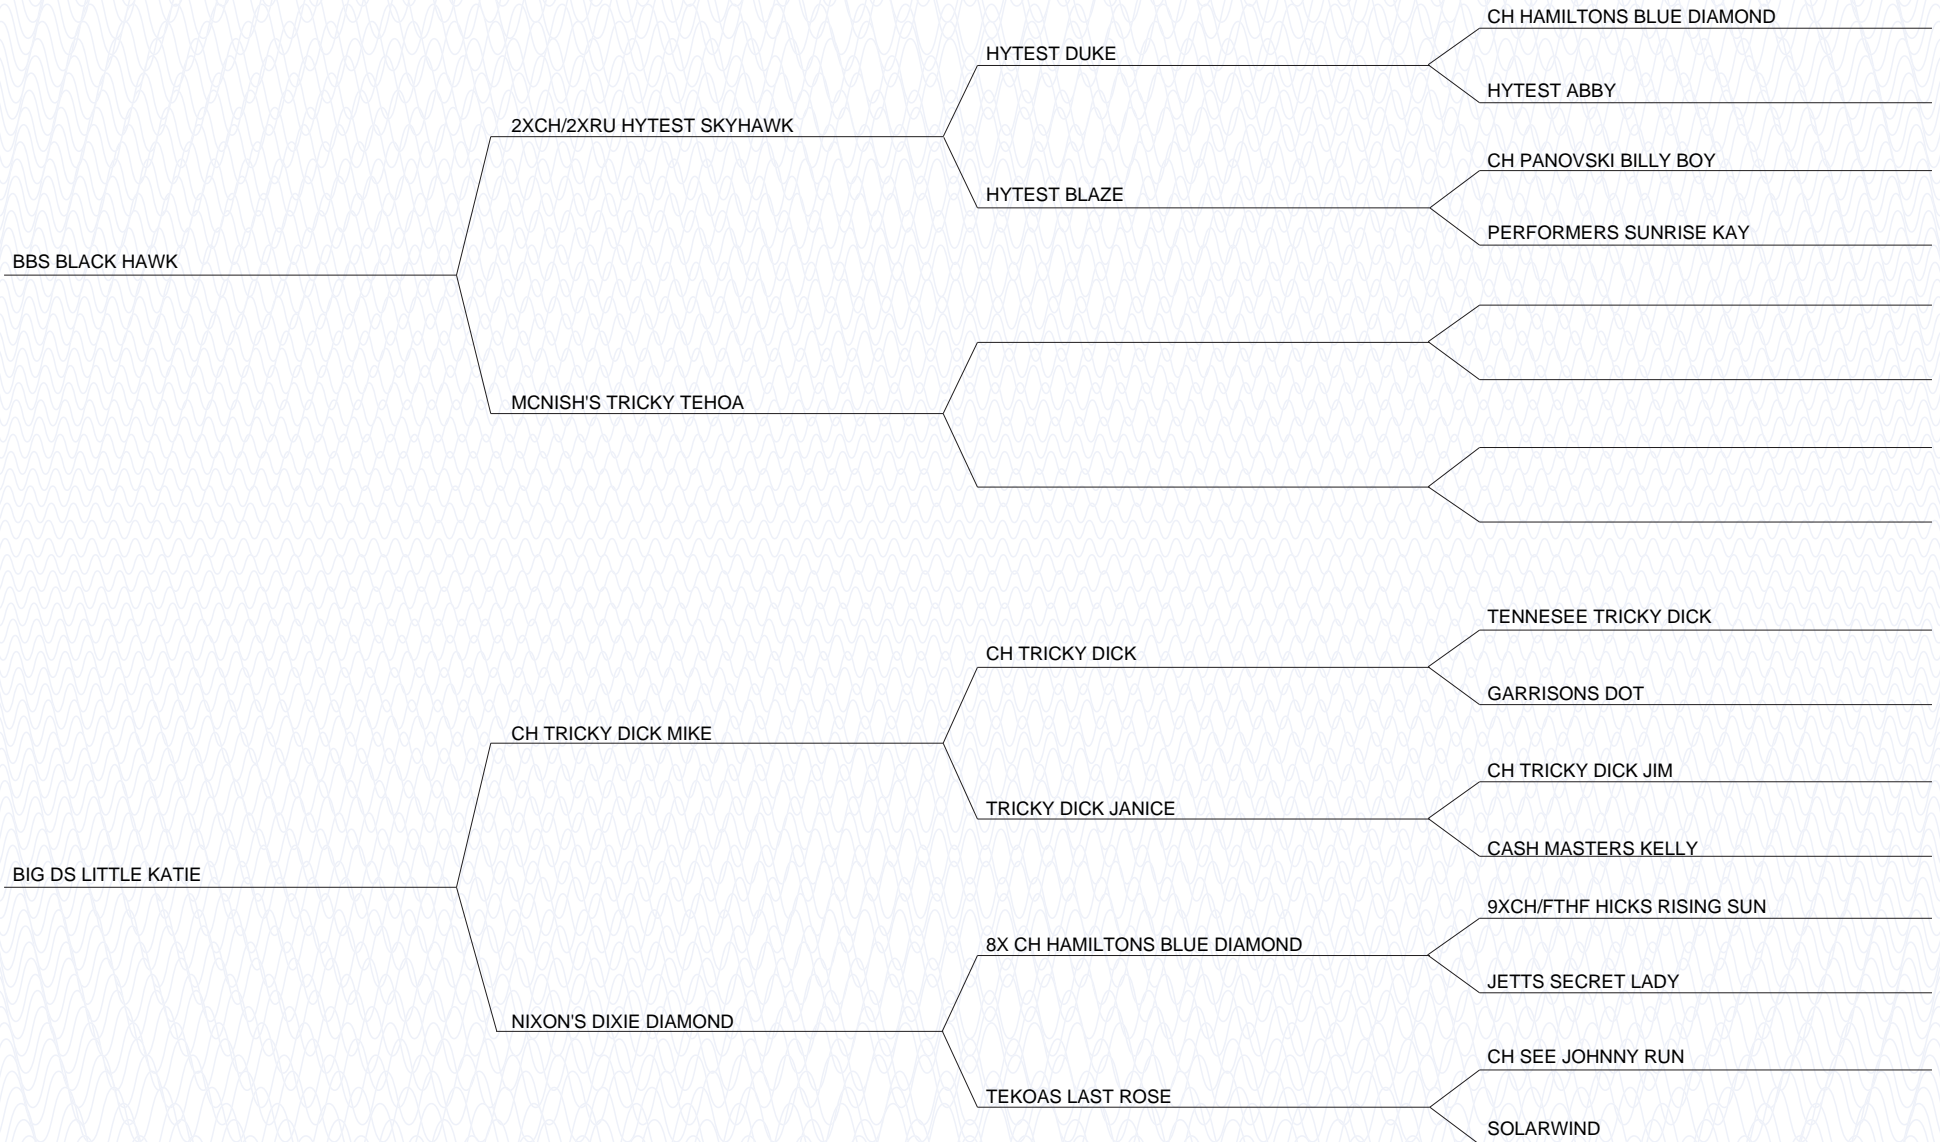 CH HAMILTONS BLUE DIAMOND
HYTEST DUKE
HYTEST ABBY
2XCH/2XRU HYTEST SKYHAWK
CH PANOVSKI BILLY BOY
HYTEST BLAZE
PERFORMERS SUNRISE KAY
BBS BLACK HAWK
MCNISH'S TRICKY TEHOA
TENNESEE TRICKY DICK
CH TRICKY DICK
GARRISONS DOT
CH TRICKY DICK MIKE
CH TRICKY DICK JIM
TRICKY DICK JANICE
CASH MASTERS KELLY
BIG DS LITTLE KATIE
9XCH/FTHF HICKS RISING SUN
8X CH HAMILTONS BLUE DIAMOND
JETTS SECRET LADY
NIXON'S DIXIE DIAMOND
CH SEE JOHNNY RUN
TEKOAS LAST ROSE
SOLARWIND